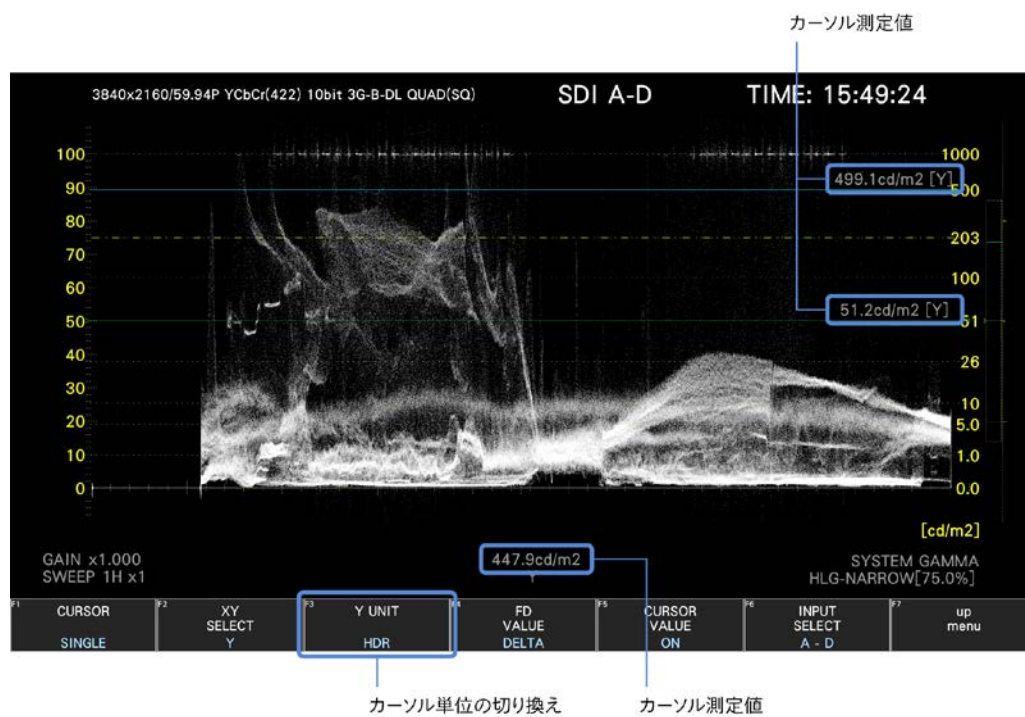 カーソル測定値
3840x2160/59.94P YCbCr(422) 10bit 3G-B-DL QUAD(SQ)
SDI A-D
TIME: 15:49:24
100
90
80
70
60
50
40
30
20
10
0
1000
499.1cd/m2 [Y]
500
203
100
51.2cd/m2 [Y]
51
26
10
5.0
1.0
0.0
[cd/m2]
GAIN x1.000
SWEEP 1H x1
447.9cd/m2
SYSTEM GAMMA
HLG-NARROW[75.0%]
F1 CURSOR
SINGLE
F2 XY
SELECT
Y
F3 Y UNIT
HDR
F4 FD
VALUE
DELTA
F5 CURSOR
VALUE
ON
F6 INPUT
SELECT
A - D
F7 up
menu
カーソル単位の切り換え
カーソル測定値